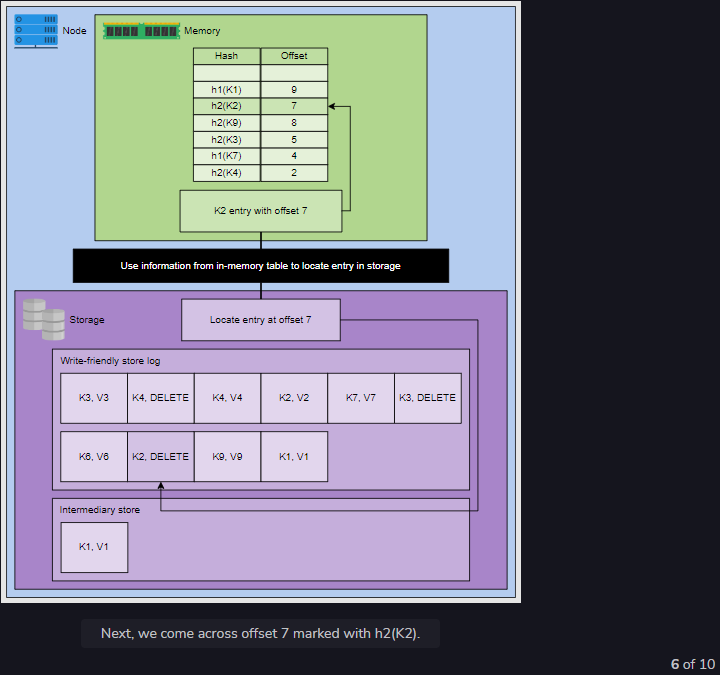 Node
Memory
Hash Offset
h1(K1) 9
h2(K2) 7
h2(K9) 8
h2(K3) 5
h1(K7) 4
h2(K4) 2
K2 entry with offset 7
Use information from in-memory table to locate entry in storage
Storage
Locate entry at offset 7
Write-friendly store log
K3, V3 K4, DELETE K4, V4 K2, V2 K7, V7 K3, DELETE
K6, V6 K2, DELETE K9, V9 K1, V1
Intermediary store
K1, V1
Next, we come across offset 7 marked with h2(K2).
6 of 10